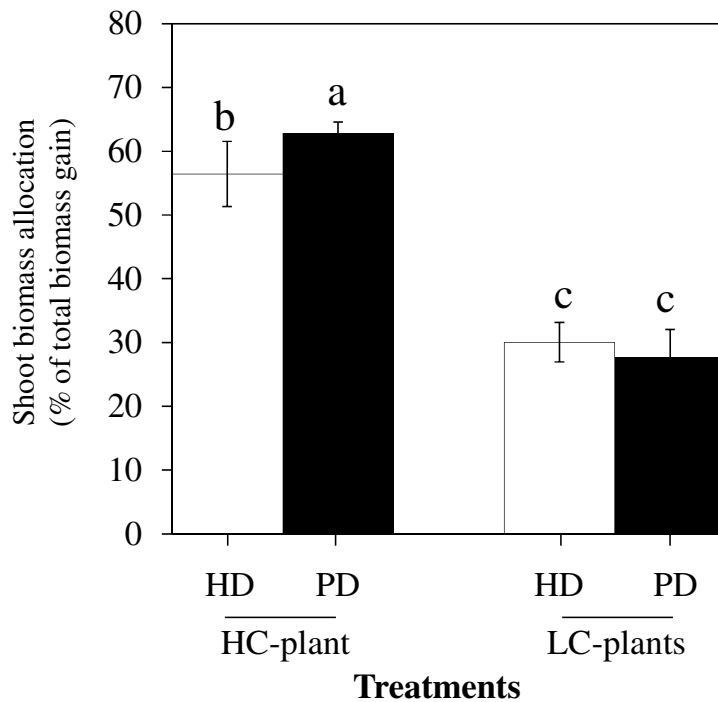 Shoot biomass allocation
(% of total biomass gain)
80
70
60
50
40
30
20
10
0
b
a
c
c
HD
PD
HD
PD
HC-plant
LC-plants
Treatments